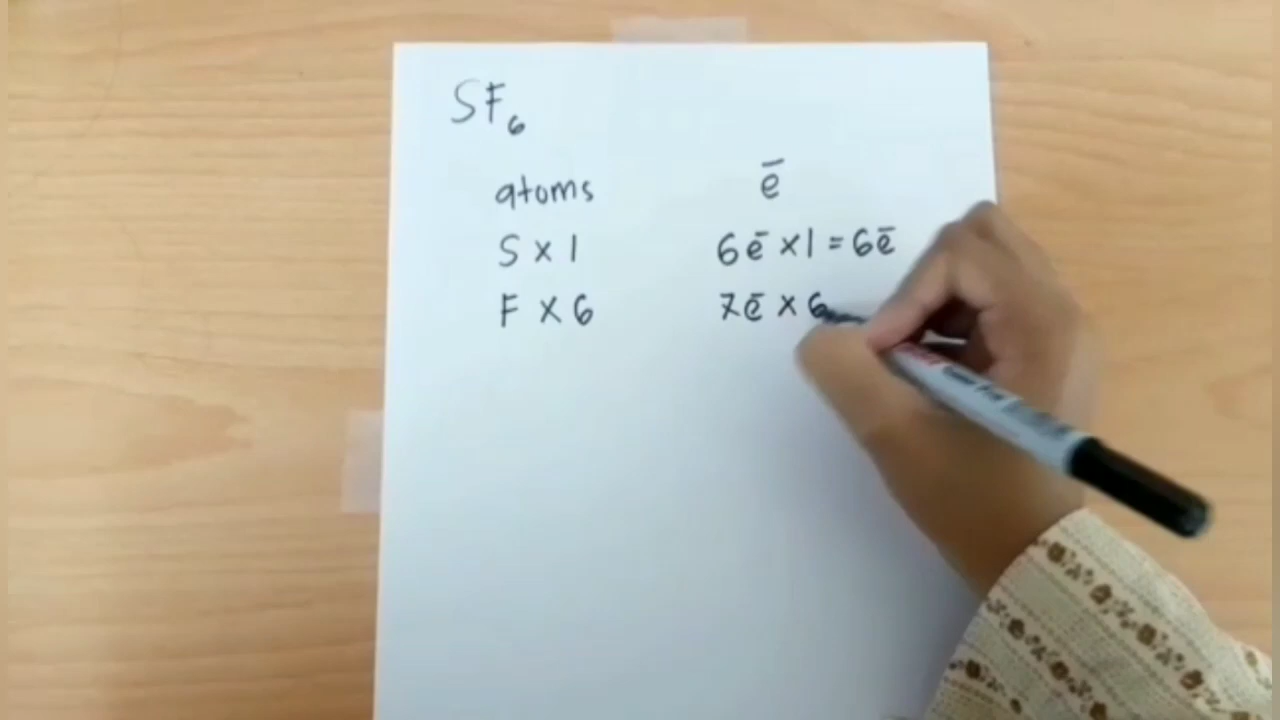 SF₆
atoms ē
S x 1 6ē x 1 = 6ē
F x 6 7ē x 6